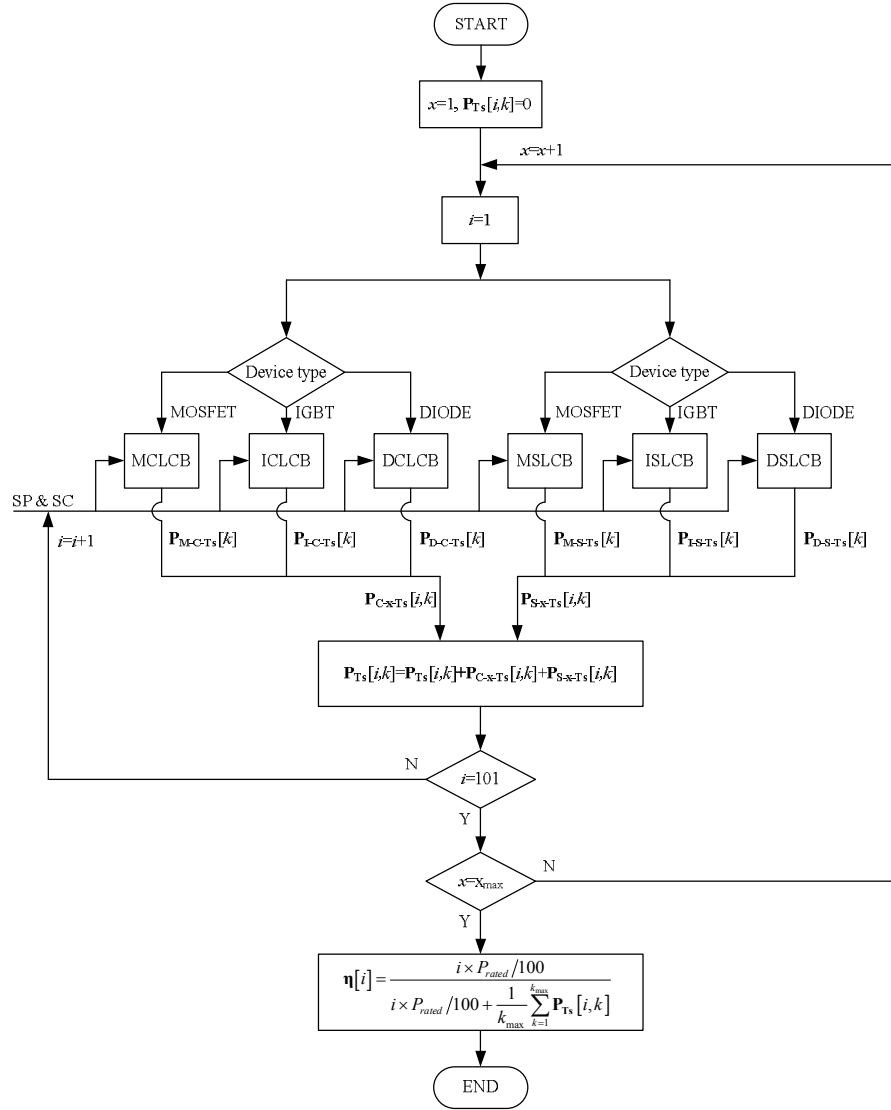 START
x=1, P_Ts[i,k]=0
x=x+1
i=1
Device type
Device type
MOSFET
IGBT
DIODE
MOSFET
IGBT
DIODE
MCLCB
ICLCB
DCLCB
MSLCB
ISLCB
DSLCB
SP & SC
i=i+1
P_M-C-Ts[k]
P_I-C-Ts[k]
P_D-C-Ts[k]
P_M-S-Ts[k]
P_I-S-Ts[k]
P_D-S-Ts[k]
P_C-x-Ts[i,k]
P_S-x-Ts[i,k]
P_Ts[i,k]=P_Ts[i,k]+P_C-x-Ts[i,k]+P_S-x-Ts[i,k]
N
i=101
Y
x=x_max
N
Y
η[i] = (i × P_rated/100) / (i × P_rated/100 + (1/k_max) ∑_{k=1}^{k_max} P_Ts[i,k])
END